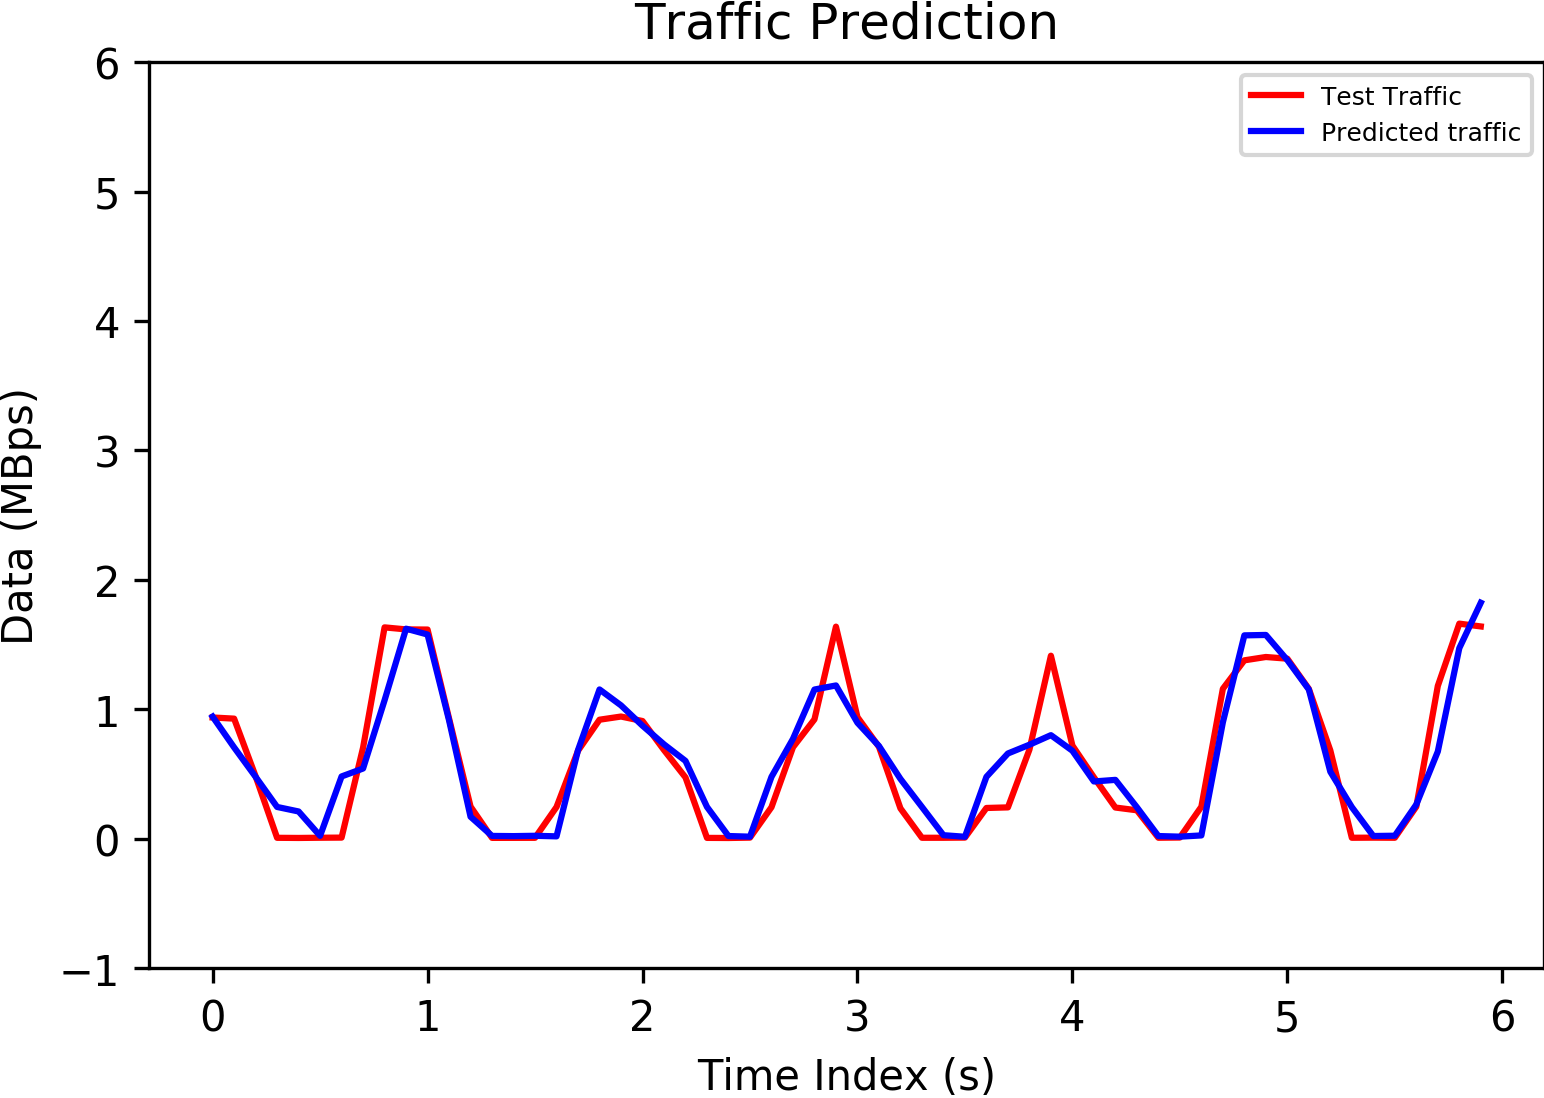 Traffic Prediction
Test Traffic
Predicted traffic
6
5
4
3
2
1
0
−1
Data (MBps)
0 1 2 3 4 5 6
Time Index (s)